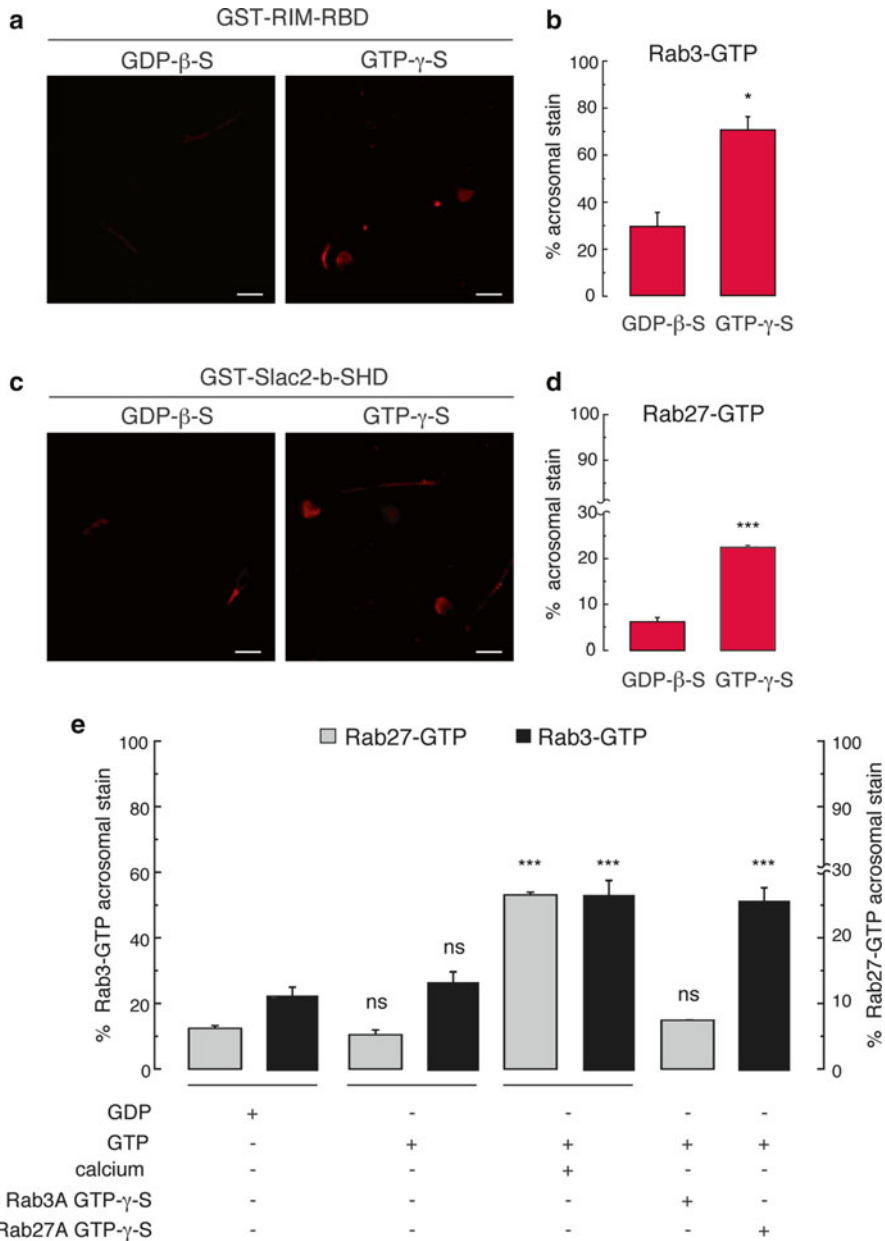 a
GST-RIM-RBD
GDP-β-S
GTP-γ-S
b
Rab3-GTP
% acrosomal stain
100
80
60
40
20
0
*
GDP-β-S
GTP-γ-S
c
GST-Slac2-b-SHD
GDP-β-S
GTP-γ-S
d
Rab27-GTP
% acrosomal stain
100
90
30
20
10
0
***
GDP-β-S
GTP-γ-S
e
Rab27-GTP
Rab3-GTP
% Rab3-GTP acrosomal stain
100
80
60
40
20
0
ns
ns
***
***
ns
***
100
90
30
20
10
0
% Rab27-GTP acrosomal stain
GDP + - - - -
GTP - + + + +
calcium - - + - -
Rab3A GTP-γ-S - - - + -
Rab27A GTP-γ-S - - - - +